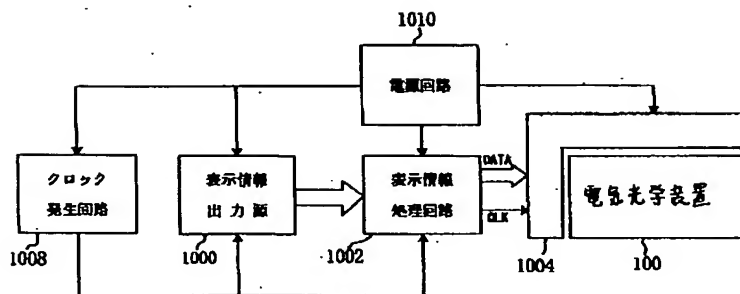 1010
電源回路
DATA
クロック
発生回路
表示情報
出力源
表示情報
処理回路
CLK
電気光学装置
1008
1000
1002
1004
100